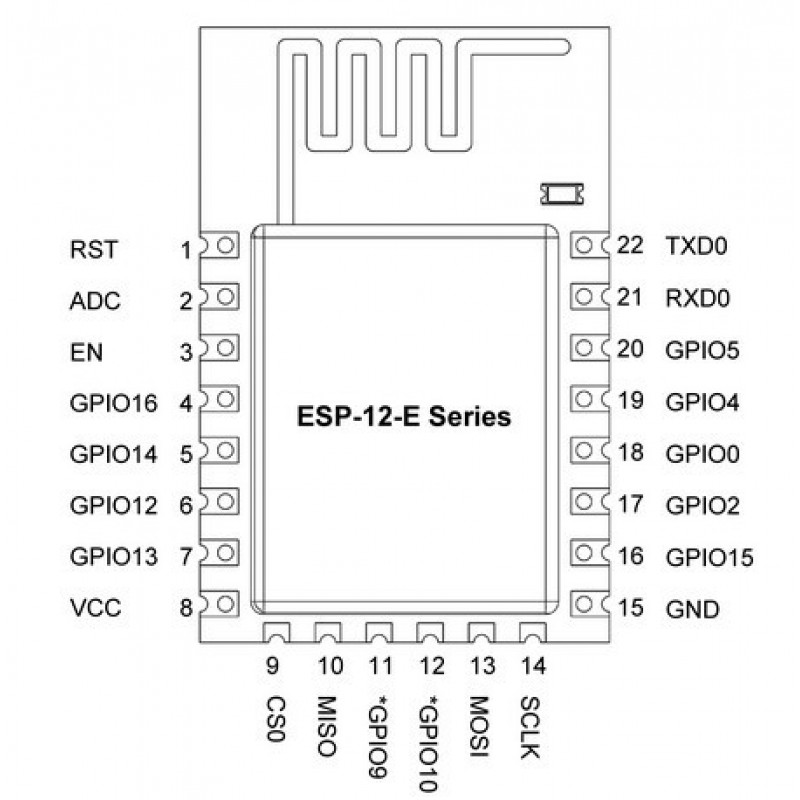 RST 1
ADC 2
EN 3
GPIO16 4
GPIO14 5
GPIO12 6
GPIO13 7
VCC 8
ESP-12-E Series
22 TXD0
21 RXD0
20 GPIO5
19 GPIO4
18 GPIO0
17 GPIO2
16 GPIO15
15 GND
9 10 11 12 13 14
CS0
MISO
*GPIO9
*GPIO10
MOSI
SCLK